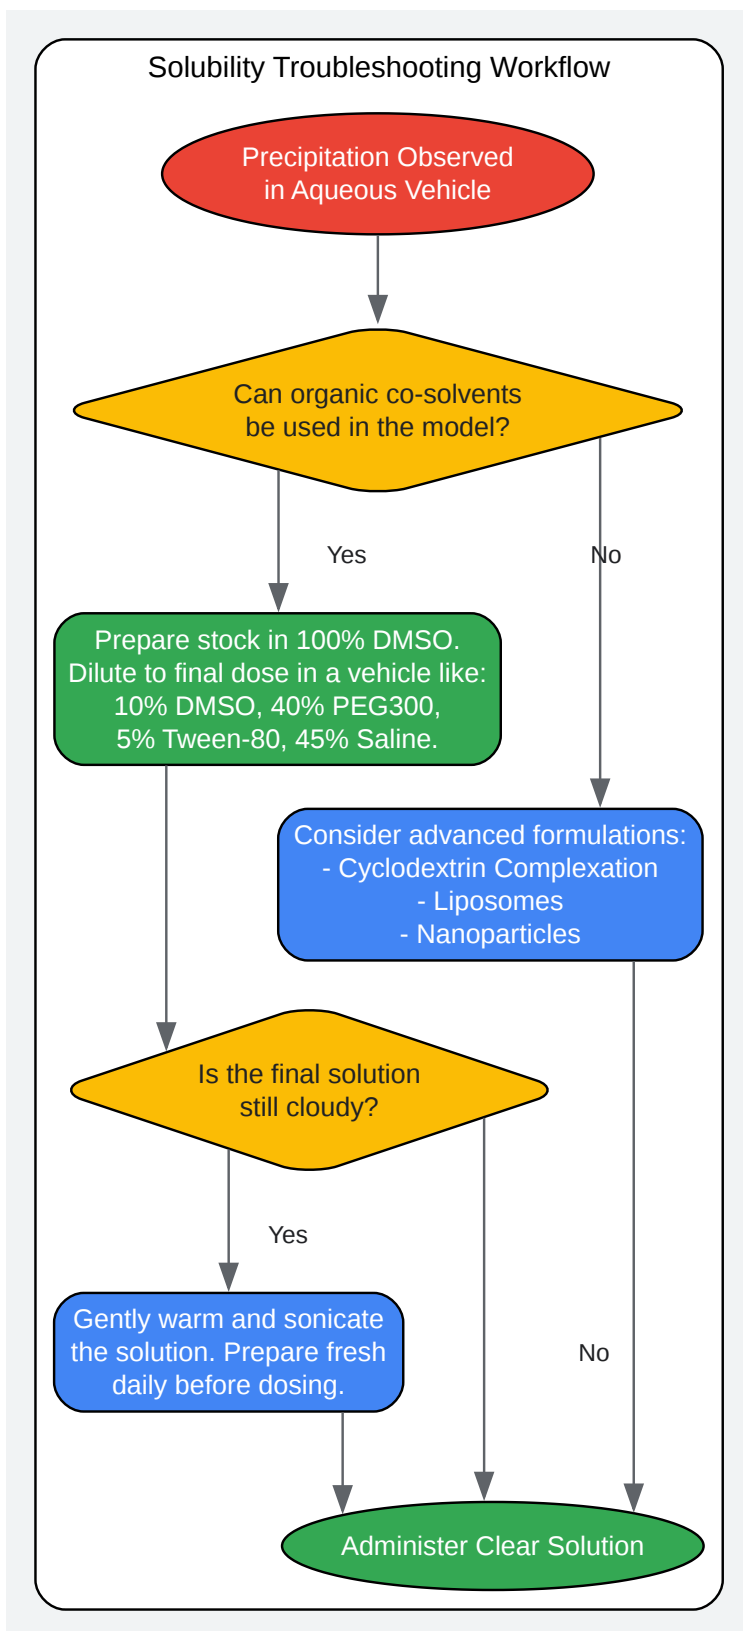 Solubility Troubleshooting Workflow
Precipitation Observed
in Aqueous Vehicle
Can organic co-solvents
be used in the model?
Yes
No
Prepare stock in 100% DMSO.
Dilute to final dose in a vehicle like:
10% DMSO, 40% PEG300,
5% Tween-80, 45% Saline.
Consider advanced formulations:
- Cyclodextrin Complexation
- Liposomes
- Nanoparticles
Is the final solution
still cloudy?
Yes
Gently warm and sonicate
the solution. Prepare fresh
daily before dosing.
No
Administer Clear Solution